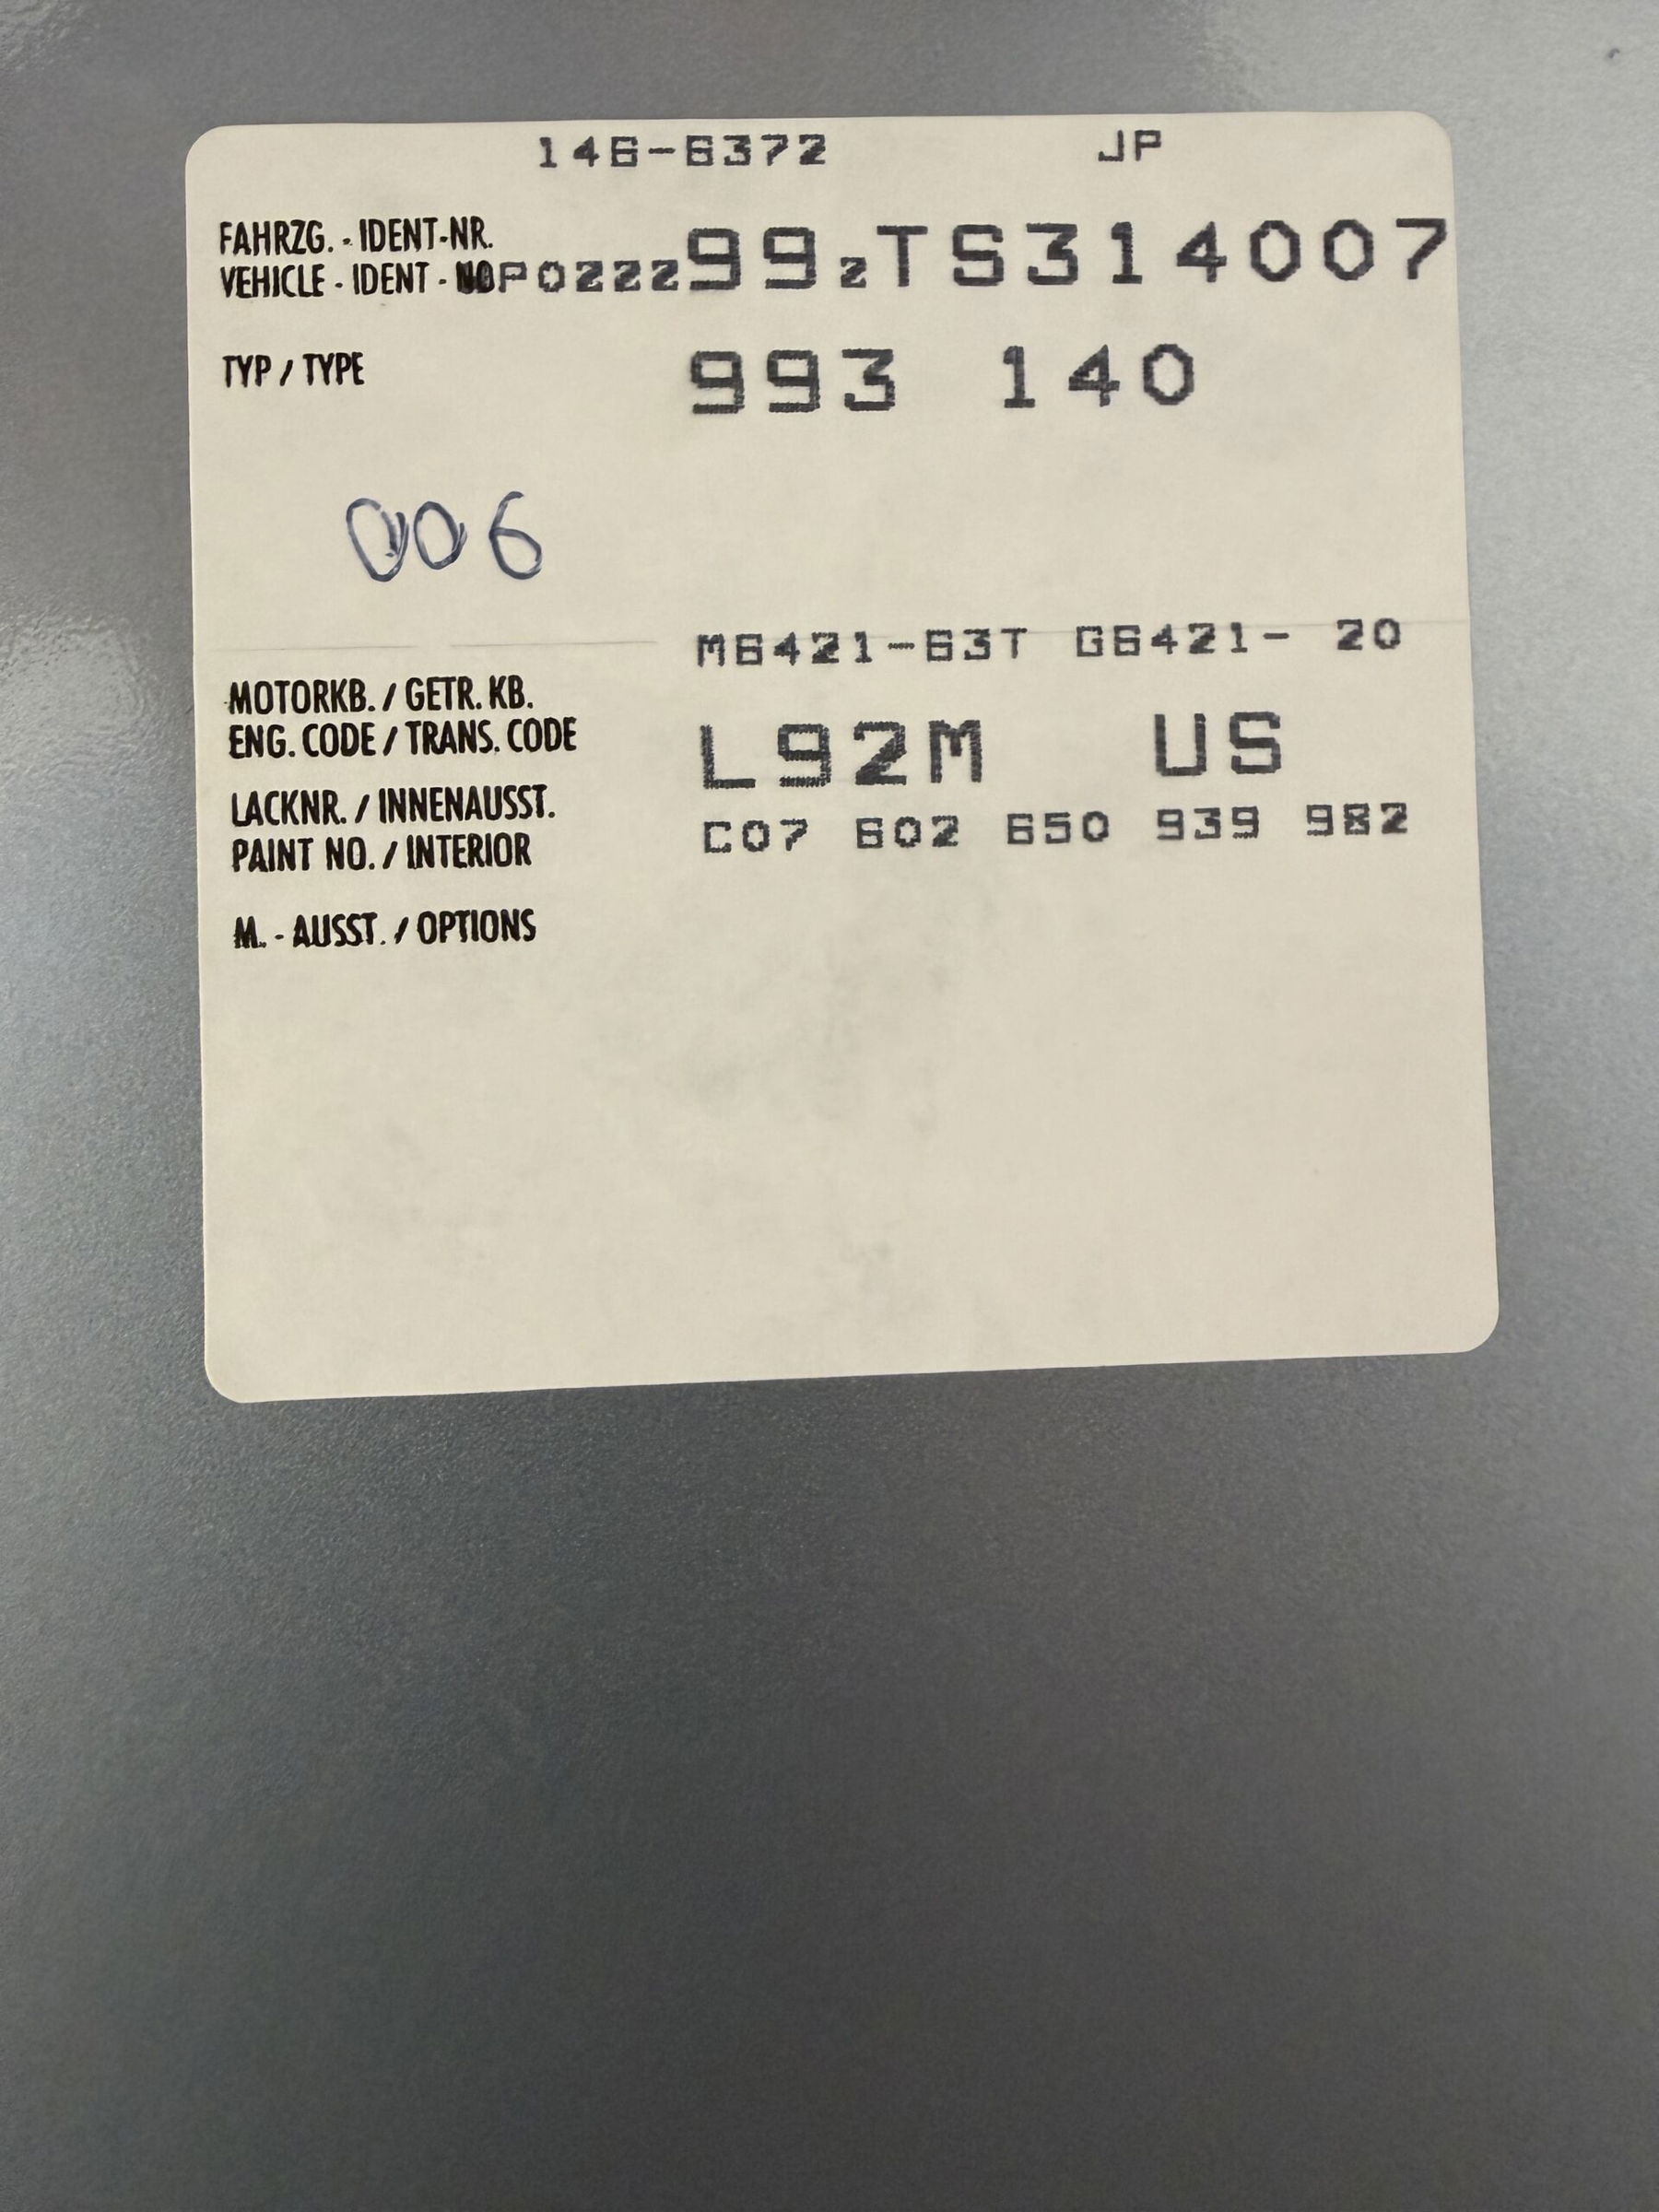 146-6372 JP
FAHRZG. - IDENT-NR.
VEHICLE - IDENT - NO WP0ZZZ99ZTS314007
TYP / TYPE 993 140
006
M6421-63T G6421- 20
MOTORKB. / GETR. KB.
ENG. CODE / TRANS. CODE L92M US
LACKNR. / INNENAUSST.
PAINT NO. / INTERIOR C07 602 650 939 982
M. - AUSST. / OPTIONS